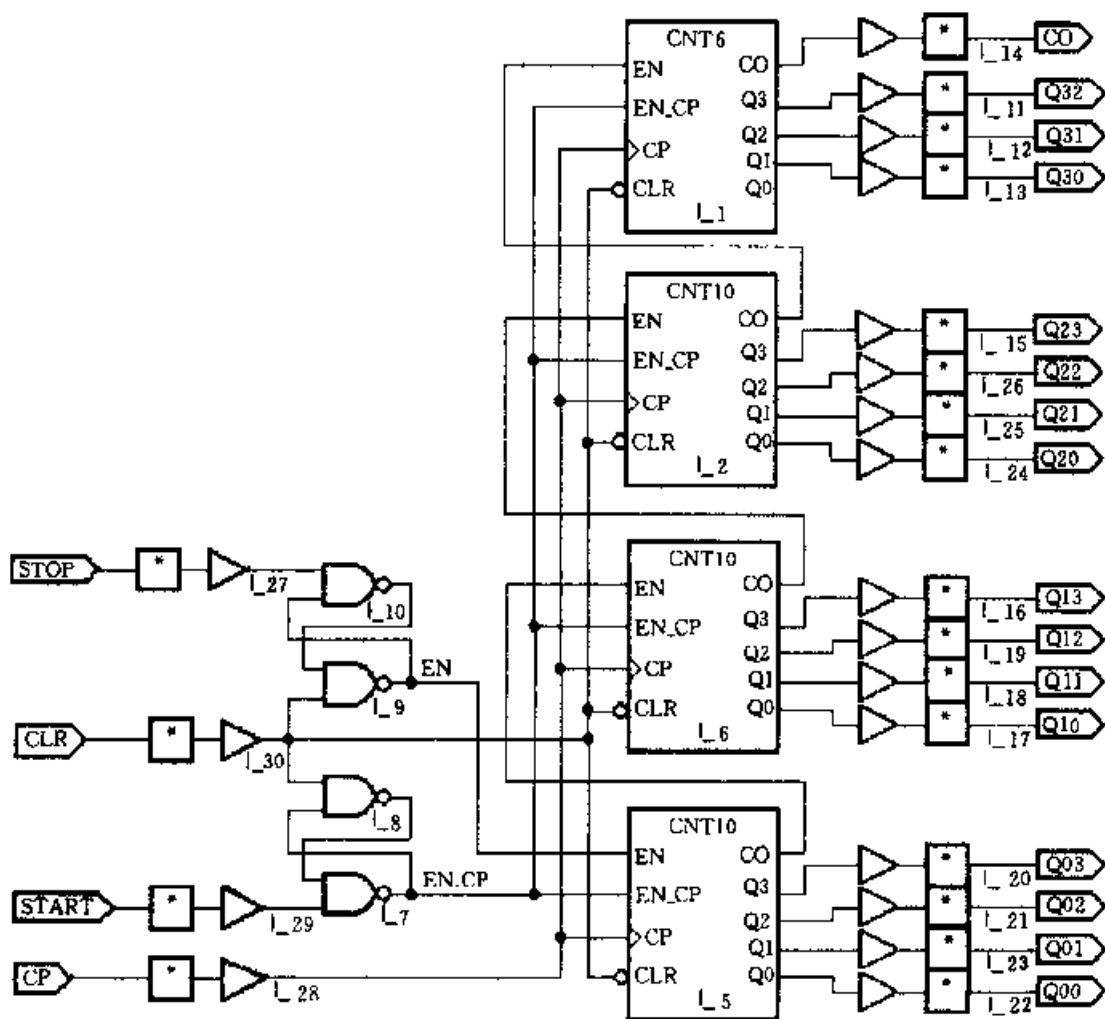 CNT6
EN CO * I_14 CO
EN_CP Q3 * I_11 Q32
Q2 * I_12 Q31
CP Q1 * I_13 Q30
CLR Q0
I_1
CNT10
EN CO
Q3 * I_15 Q23
EN_CP Q2 * I_26 Q22
CP Q1 * I_25 Q21
CLR Q0 * I_24 Q20
I_2
CNT10
STOP * I_27 I_10
EN CO
Q3 * I_16 Q13
EN_CP Q2 * I_19 Q12
EN I_9
CP Q1 * I_18 Q11
CLR Q0 * I_17 Q10
CLR * I_30
I_6
I_8
CNT10
EN CO
Q3 * I_20 Q03
EN_CP EN_CP Q2 * I_21 Q02
START * I_29 I_7
CP Q1 * I_23 Q01
CP * I_28
CLR Q0 * I_22 Q00
I_5